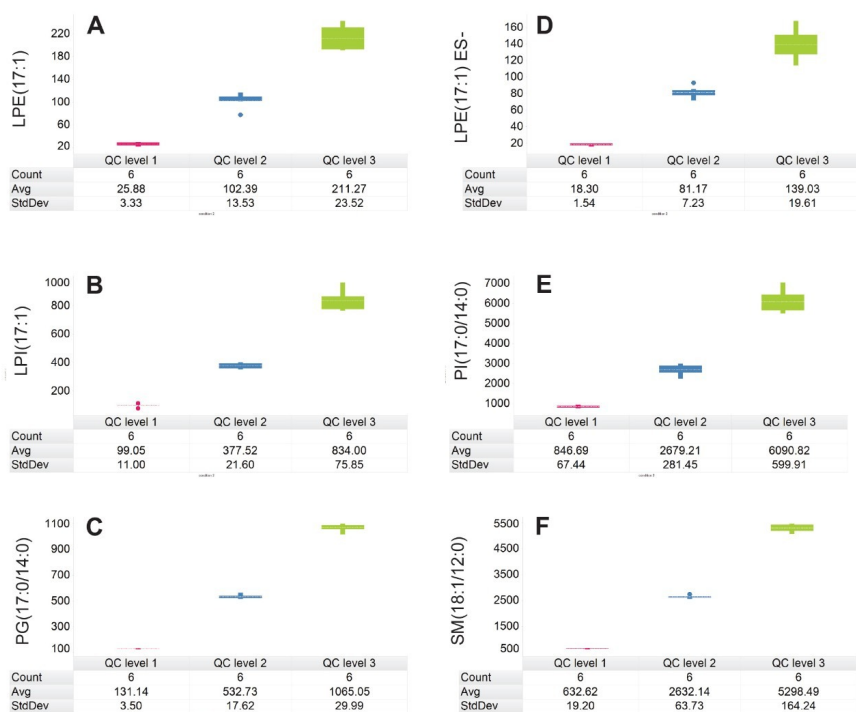 A
LPE(17:1)
220
160
100
60
20
QC level 1 QC level 2 QC level 3
Count 6 6 6
Avg 25.88 102.39 211.27
StdDev 3.33 13.53 23.52
D
LPE(17:1) ES-
160
140
120
100
80
60
40
20
QC level 1 QC level 2 QC level 3
Count 6 6 6
Avg 18.30 81.17 139.03
StdDev 1.54 7.23 19.61
B
LPI(17:1)
1000
800
600
400
200
QC level 1 QC level 2 QC level 3
Count 6 6 6
Avg 99.05 377.52 834.00
StdDev 11.00 21.60 75.85
E
PI(17:0/14:0)
7000
6000
5000
4000
3000
2000
1000
QC level 1 QC level 2 QC level 3
Count 6 6 6
Avg 846.69 2679.21 6090.82
StdDev 67.44 281.45 599.91
C
PG(17:0/14:0)
1100
900
700
500
300
100
QC level 1 QC level 2 QC level 3
Count 6 6 6
Avg 131.14 532.73 1065.05
StdDev 3.50 17.62 29.99
F
SM(18:1/12:0)
5500
4500
3500
2500
1500
500
QC level 1 QC level 2 QC level 3
Count 6 6 6
Avg 632.62 2632.14 5298.49
StdDev 19.20 63.73 164.24